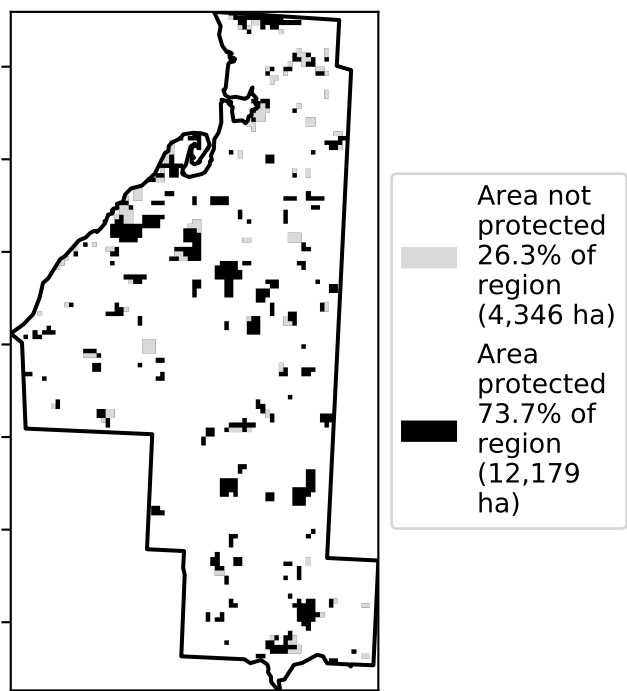 Area not
protected
26.3% of
region
(4,346 ha)
Area
protected
73.7% of
region
(12,179
ha)